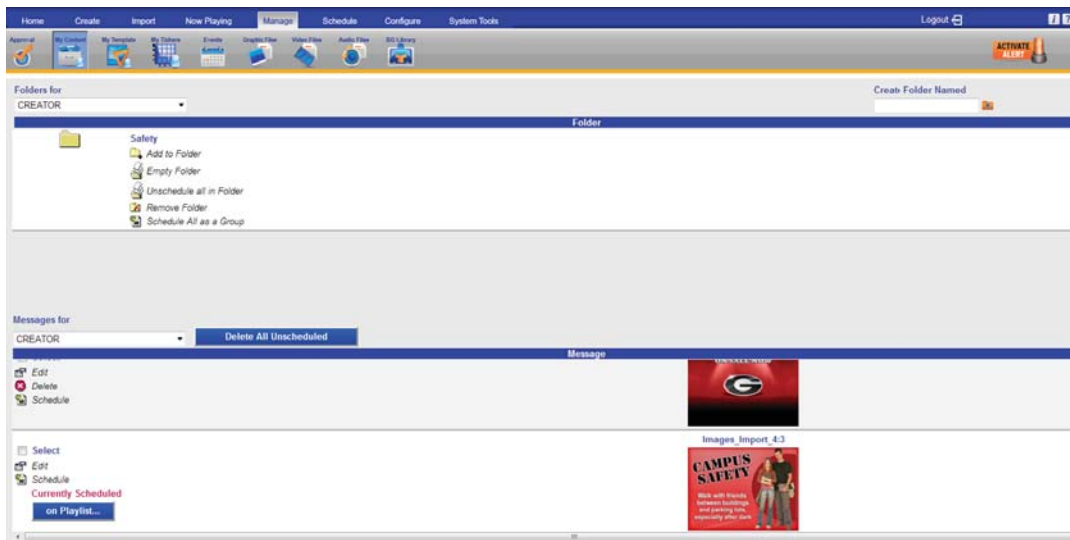 Home Create Import Now Playing Manage Schedule Configure System Tools Logout
Approval My Content My Template My Tickers Events Graphic Files Video Files Audio Files
ACTIVATE
ALERT
Folders for
Create Folder Named
CREATOR
Folder
Safety
Add to Folder
Empty Folder
Unschedule all in Folder
Remove Folder
Schedule All as a Group
Messages for
CREATOR
Delete All Unscheduled
Message
Edit
Delete
Schedule
G
Images_Import_4:3
Select
Edit
Schedule
Currently Scheduled
on Playlist...
CAMPUS
SAFETY
Walk with friends
between buildings
and parking lots,
especially after dark